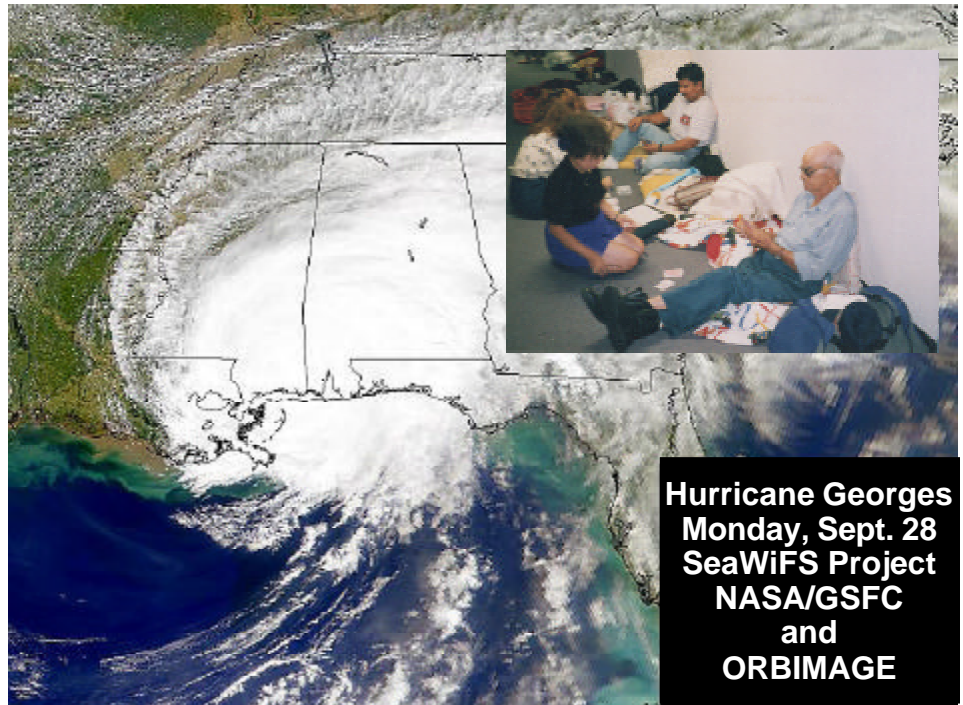 Hurricane Georges
Monday, Sept. 28
SeaWiFS Project
NASA/GSFC
and
ORBIMAGE